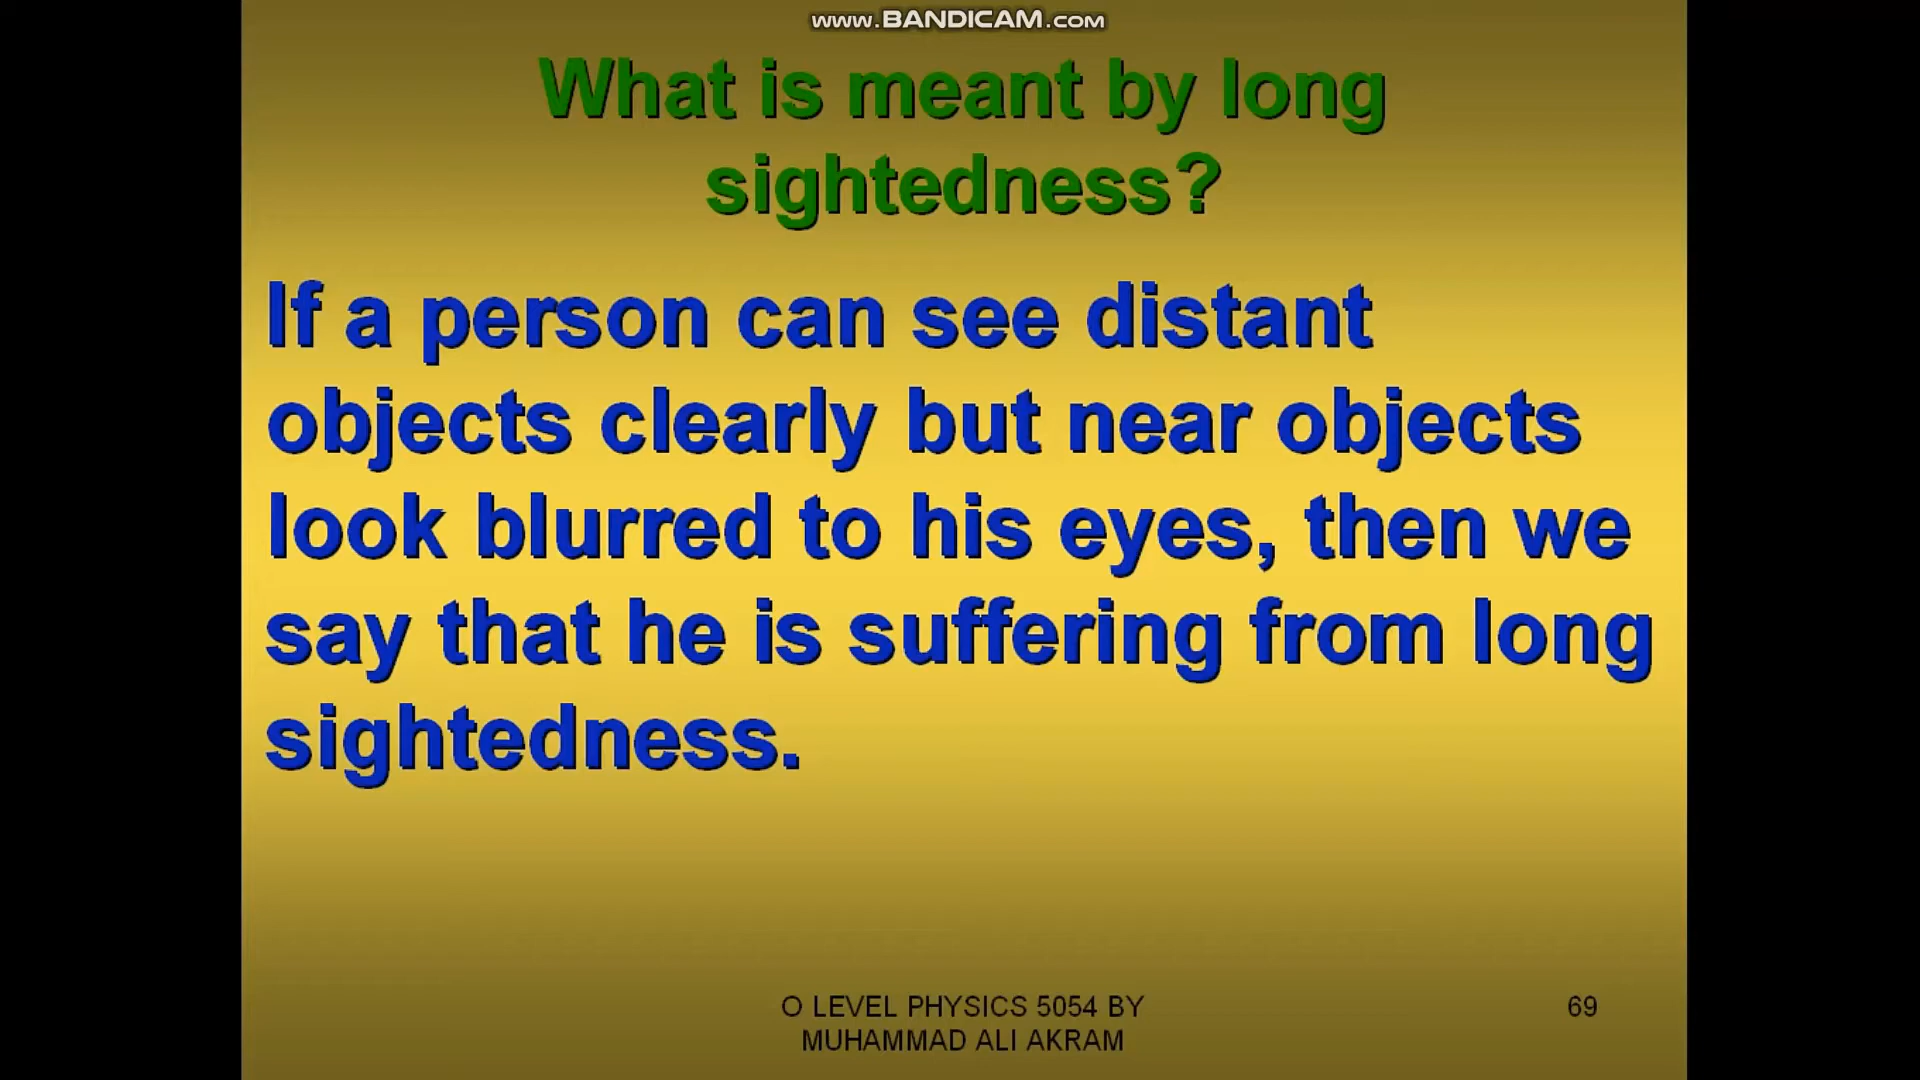 www.BANDICAM.com
What is meant by long
sightedness?
If a person can see distant
objects clearly but near objects
look blurred to his eyes, then we
say that he is suffering from long
sightedness.
O LEVEL PHYSICS 5054 BY
MUHAMMAD ALI AKRAM
69